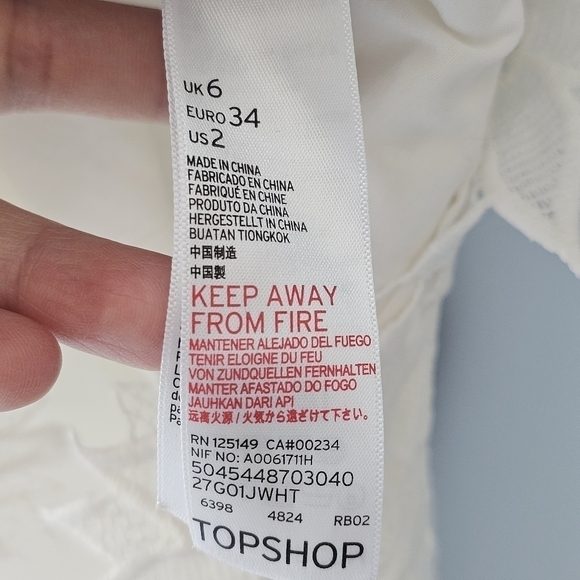 UK 6
EURO 34
US 2
MADE IN CHINA
FABRICADO EN CHINA
FABRIQUÉ EN CHINE
PRODUTO DA CHINA
HERGESTELLT IN CHINA
BUATAN TIONGKOK
中国制造
中国製
KEEP AWAY
FROM FIRE
MANTENER ALEJADO DEL FUEGO
TENIR ELOIGNE DU FEU
VON ZUNDQUELLEN FERNHALTEN
MANTER AFASTADO DO FOGO
JAUHKAN DARI API
远离火源 / 火気から遠ざけて下さい。
RN 125149 CA#00234
NIF NO: A0061711H
5045448703040
27G01JWHT
6398 4824 RB02
TOPSHOP